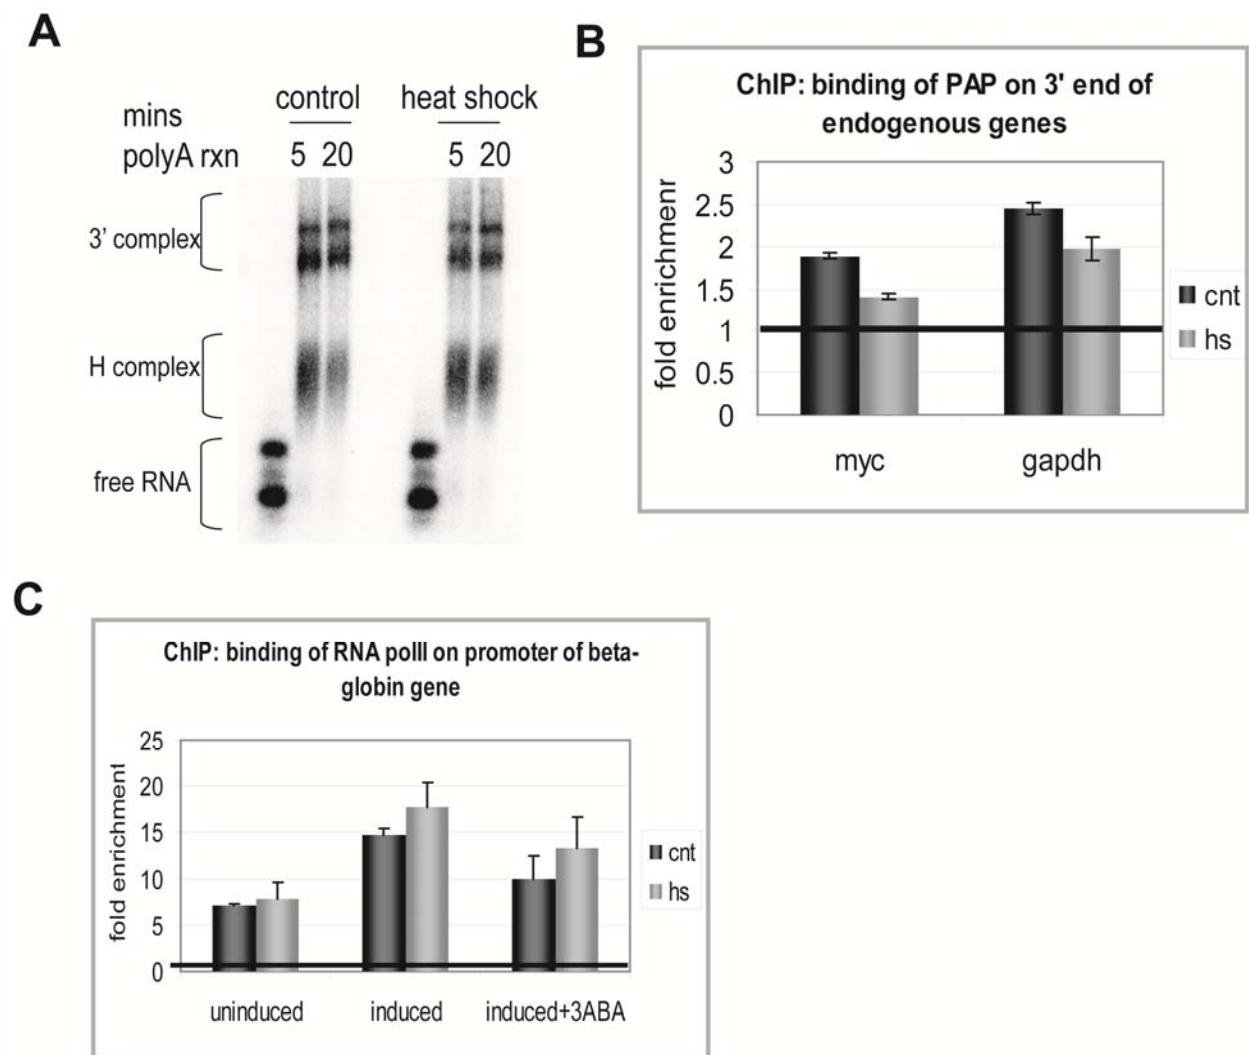 A
mins
control
heat shock
polyA rxn
5 20
5 20
3' complex
H complex
free RNA
B
ChIP: binding of PAP on 3' end of
endogenous genes
fold enrichmenr
3
2.5
2
1.5
1
0.5
0
myc
gapdh
cnt
hs
C
ChIP: binding of RNA polII on promoter of beta-
globin gene
fold enrichment
25
20
15
10
5
0
uninduced
induced
induced+3ABA
cnt
hs